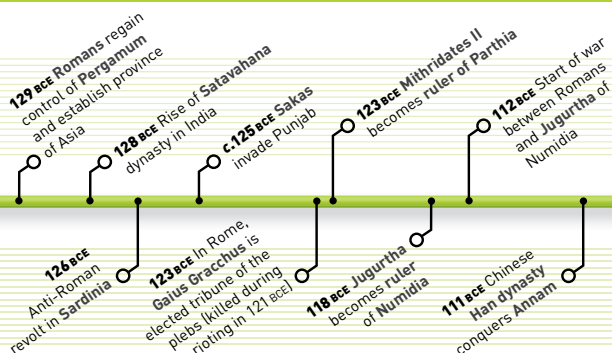 129 BCE Romans regain
control of Pergamum
and establish province
of Asia
128 BCE Rise of Satavahana
dynasty in India
c.125 BCE Sakas
invade Punjab
123 BCE Mithridates II
becomes ruler of Parthia
112 BCE Start of war
between Romans
and Jugurtha of
Numidia
126 BCE
Anti-Roman
revolt in Sardinia
123 BCE In Rome,
Gaius Gracchus is
elected tribune of the
plebs (killed during
rioting in 121 BCE)
118 BCE Jugurtha
becomes ruler
of Numidia
111 BCE Chinese
Han dynasty
conquers Annam